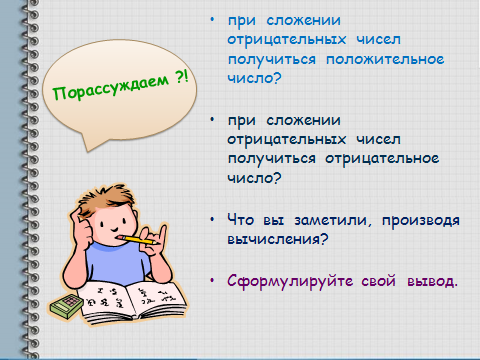 Порассуждаем ?!
• при сложении
отрицательных чисел
получиться положительное
число?
• при сложении
отрицательных чисел
получиться отрицательное
число?
• Что вы заметили, производя
вычисления?
• Сформулируйте свой вывод.